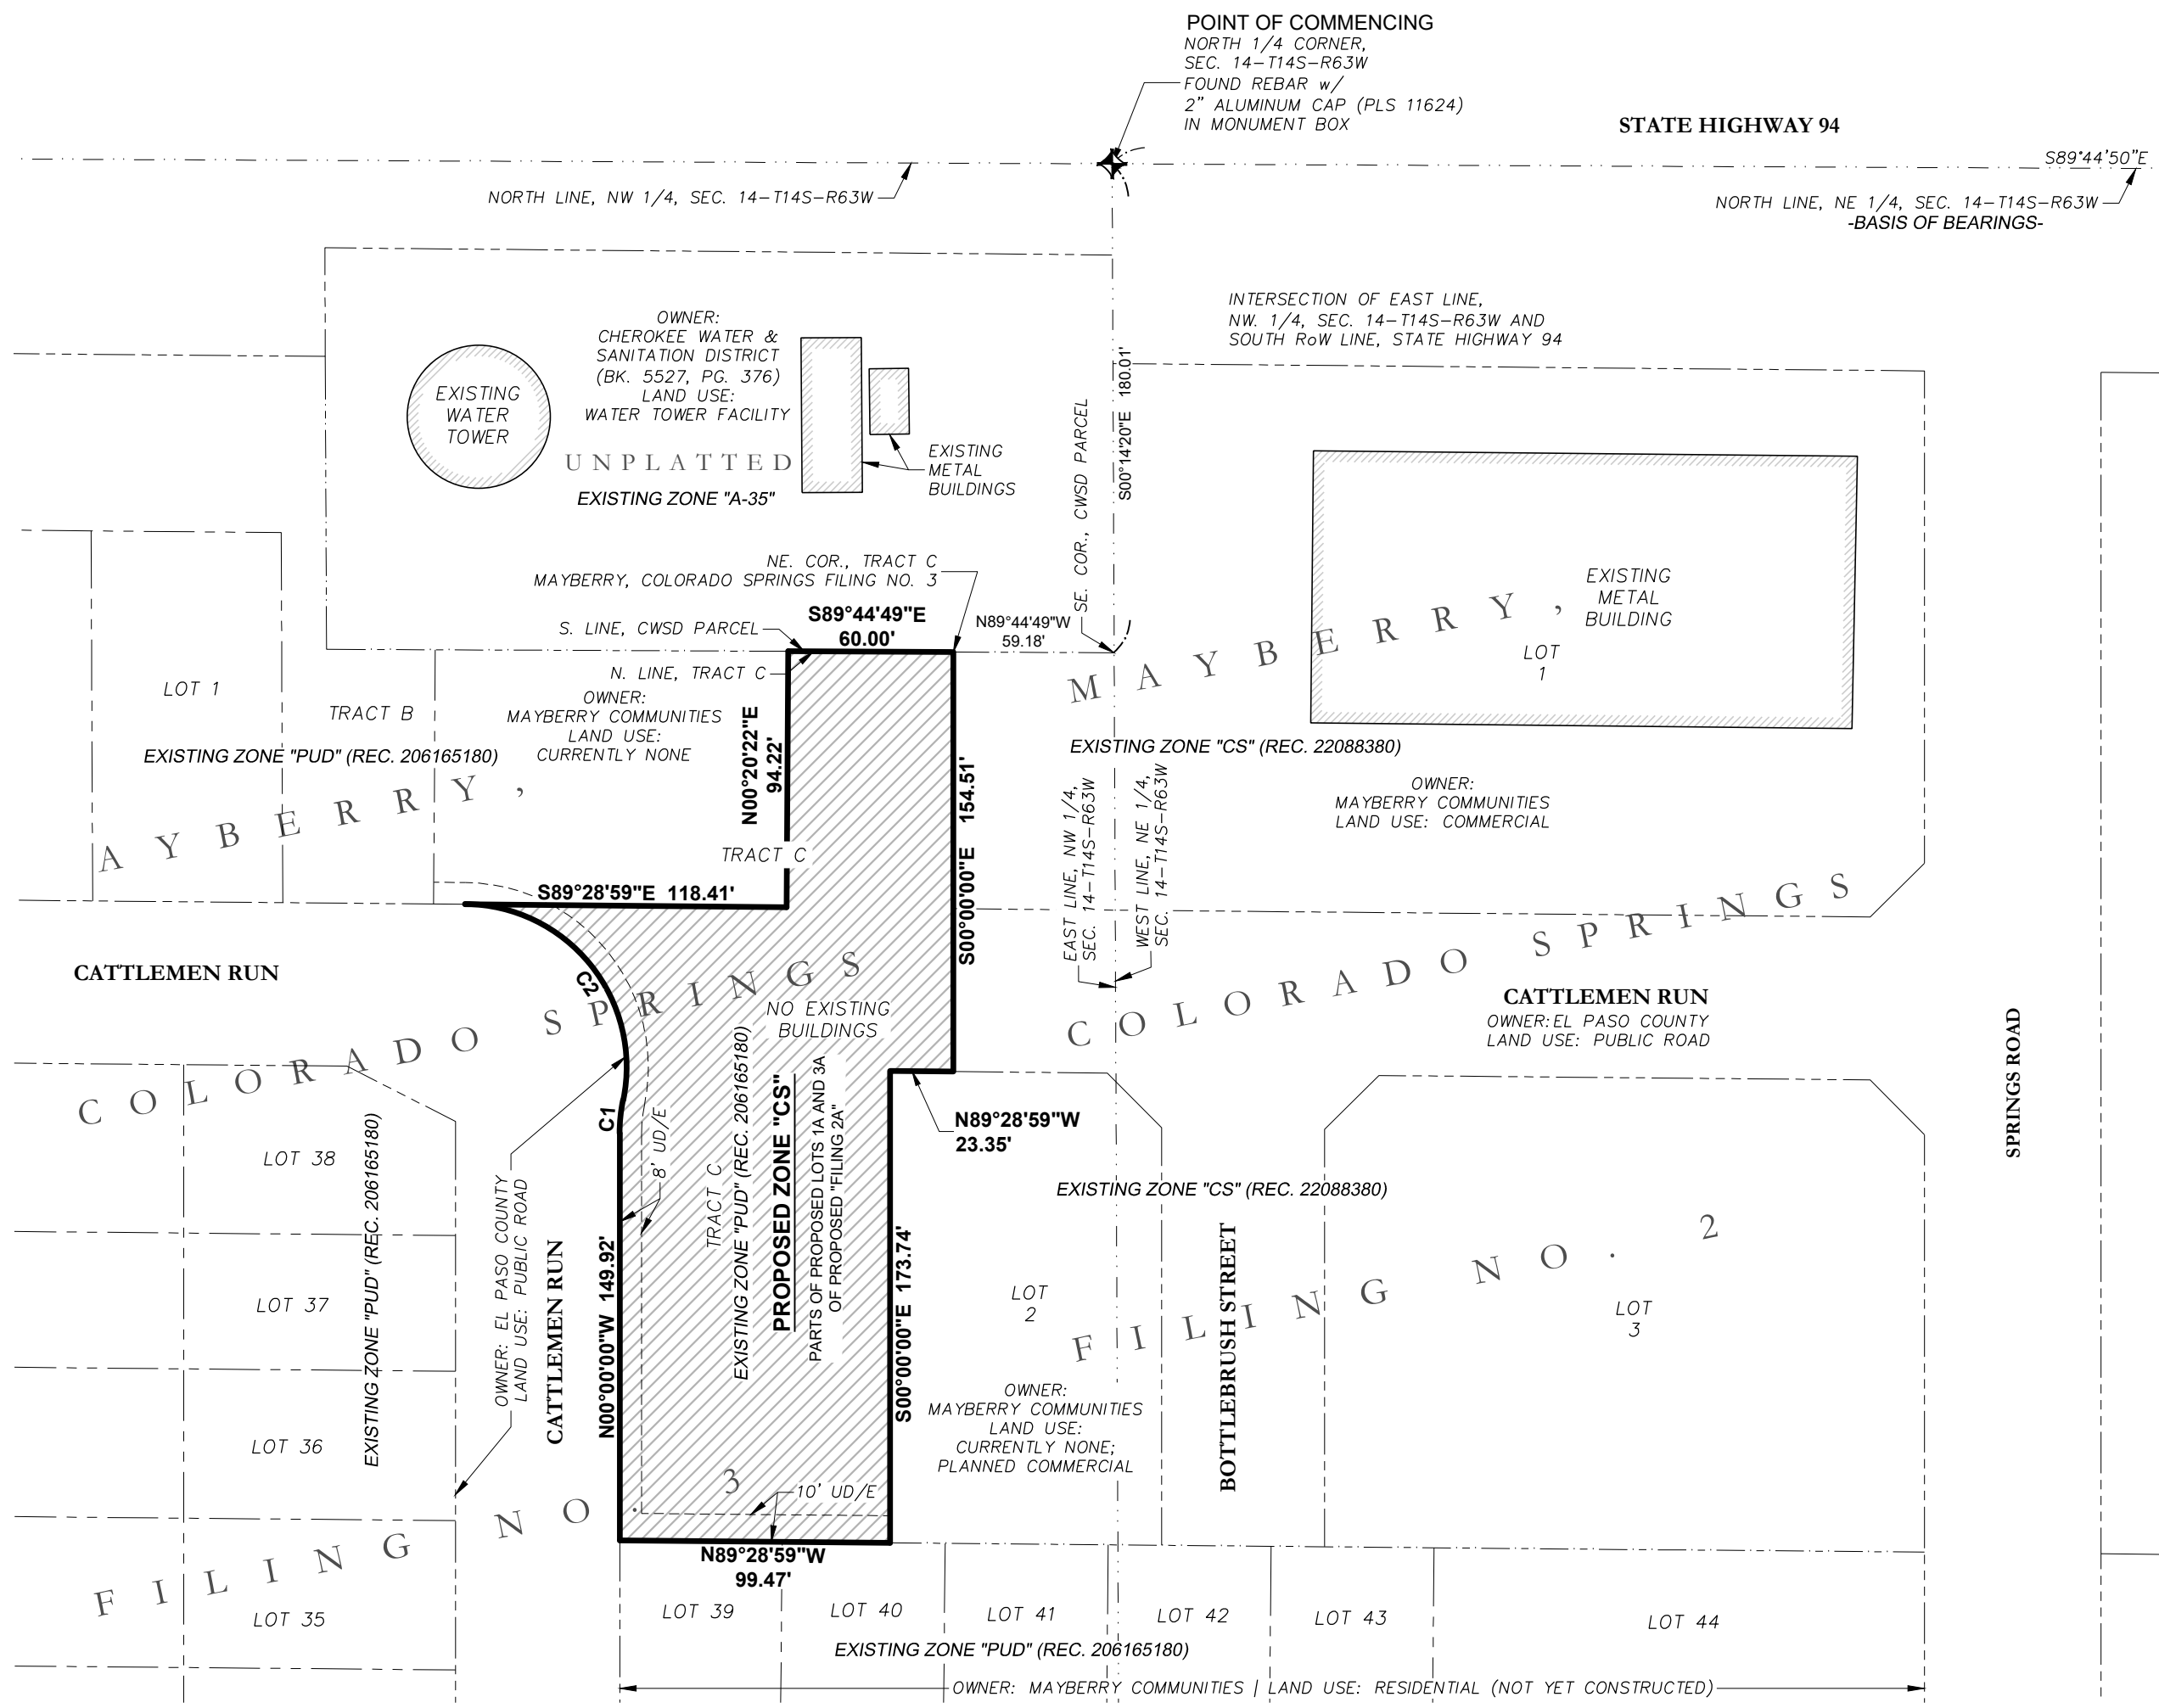 POINT OF COMMENCING
NORTH 1/4 CORNER,
SEC. 14-T14S-R63W
FOUND REBAR w/
2" ALUMINUM CAP (PLS 11624)
IN MONUMENT BOX
STATE HIGHWAY 94
S89°44'50"E
NORTH LINE, NW 1/4, SEC. 14-T14S-R63W
NORTH LINE, NE 1/4, SEC. 14-T14S-R63W
-BASIS OF BEARINGS-
INTERSECTION OF EAST LINE,
NW. 1/4, SEC. 14-T14S-R63W AND
SOUTH RoW LINE, STATE HIGHWAY 94
OWNER:
CHEROKEE WATER &
SANITATION DISTRICT
(BK. 5527, PG. 376)
LAND USE:
WATER TOWER FACILITY
EXISTING
WATER
TOWER
UNPLATTED
EXISTING ZONE "A-35"
EXISTING
METAL
BUILDINGS
S00°14'20"E 180.01'
SE. COR., CWSD PARCEL
NE. COR., TRACT C
MAYBERRY, COLORADO SPRINGS FILING NO. 3
S89°44'49"E
60.00'
N89°44'49"W
59.18'
S. LINE, CWSD PARCEL
N. LINE, TRACT C
EXISTING
METAL
BUILDING
LOT
1
MAYBERRY,
LOT 1
TRACT B
OWNER:
MAYBERRY COMMUNITIES
LAND USE:
CURRENTLY NONE
EXISTING ZONE "PUD" (REC. 206165180)
N00°20'22"E
94.22'
EXISTING ZONE "CS" (REC. 22088380)
OWNER:
MAYBERRY COMMUNITIES
LAND USE: COMMERCIAL
AYBERRY,
TRACT C
S00°00'00"E 154.51'
EAST LINE, NW 1/4,
SEC. 14-T14S-R63W
WEST LINE, NE 1/4,
SEC. 14-T14S-R63W
S89°28'59"E 118.41'
COLORADO SPRINGS
CATTLEMEN RUN
C2
COLORADO SPRINGS
NO EXISTING
BUILDINGS
CATTLEMEN RUN
OWNER: EL PASO COUNTY
LAND USE: PUBLIC ROAD
SPRINGS ROAD
C1
8' UD/E
N89°28'59"W
23.35'
LOT 38
EXISTING ZONE "PUD" (REC. 206165180)
OWNER: EL PASO COUNTY
LAND USE: PUBLIC ROAD
CATTLEMEN RUN
N00°00'00"W 149.92'
TRACT C
EXISTING ZONE "PUD" (REC. 206165180)
PROPOSED ZONE "CS"
PARTS OF PROPOSED LOTS 1A AND 3A
OF PROPOSED "FILING 2A"
S00°00'00"E 173.74'
EXISTING ZONE "CS" (REC. 22088380)
BOTTLEBRUSH STREET
FILING NO. 2
LOT
2
LOT
3
LOT 37
LOT 36
OWNER:
MAYBERRY COMMUNITIES
LAND USE:
CURRENTLY NONE;
PLANNED COMMERCIAL
10' UD/E
FILING NO. 3
N89°28'59"W
99.47'
LOT 35
LOT 39
LOT 40
LOT 41
LOT 42
LOT 43
LOT 44
EXISTING ZONE "PUD" (REC. 206165180)
OWNER: MAYBERRY COMMUNITIES | LAND USE: RESIDENTIAL (NOT YET CONSTRUCTED)